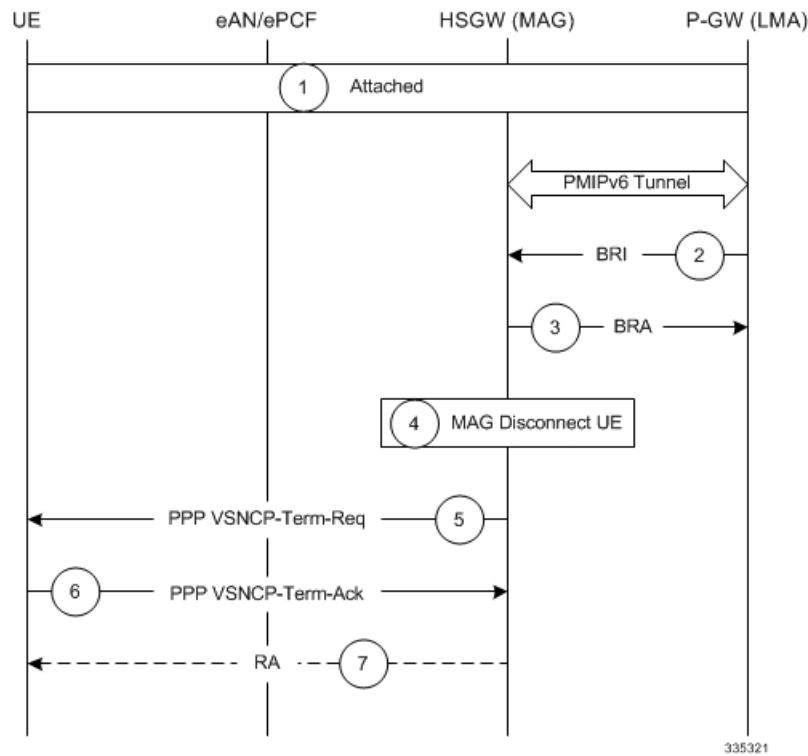 UE eAN/ePCF HSGW (MAG) P-GW (LMA)
1 Attached
PMIPv6 Tunnel
BRI 2
3 BRA
4 MAG Disconnect UE
PPP VSNCP-Term-Req 5
6 PPP VSNCP-Term-Ack
RA 7
335321